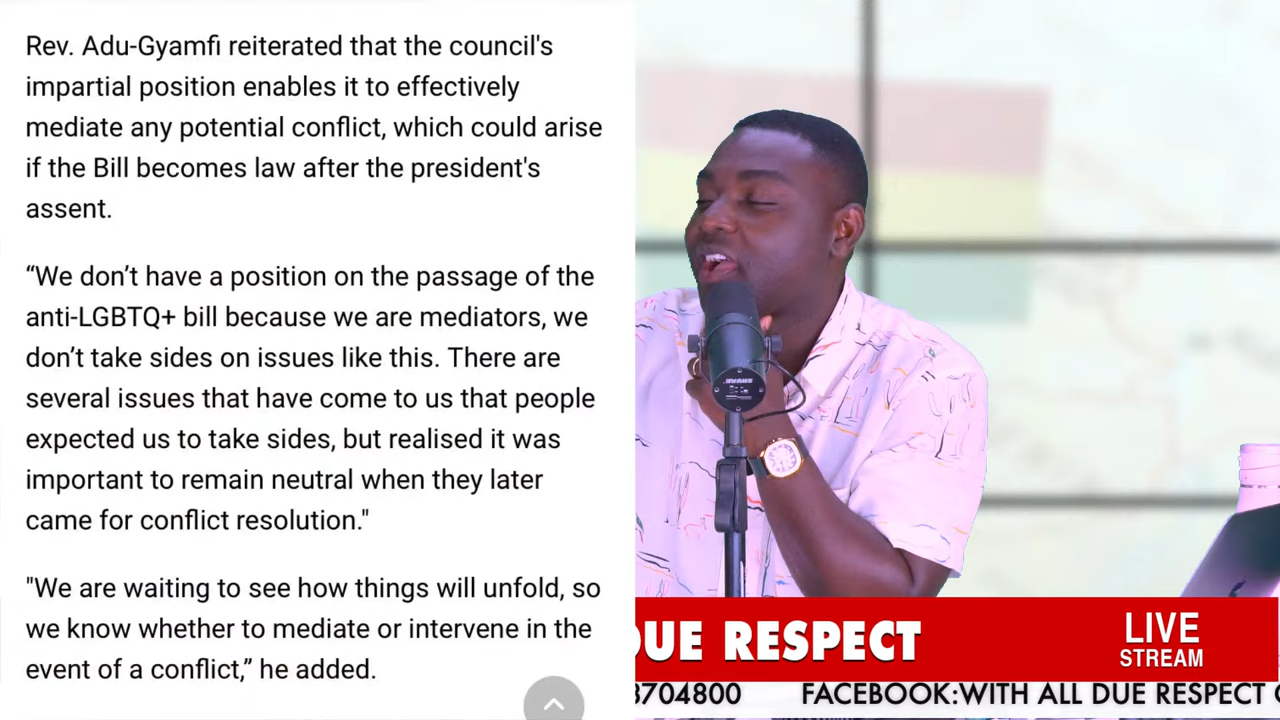 Rev. Adu-Gyamfi reiterated that the council's
impartial position enables it to effectively
mediate any potential conflict, which could arise
if the Bill becomes law after the president's
assent.
“We don’t have a position on the passage of the
anti-LGBTQ+ bill because we are mediators, we
don’t take sides on issues like this. There are
several issues that have come to us that people
expected us to take sides, but realised it was
important to remain neutral when they later
came for conflict resolution."
"We are waiting to see how things will unfold, so
we know whether to mediate or intervene in the
event of a conflict,” he added.
SHURE
DUE RESPECT
LIVE
STREAM
3704800 FACEBOOK:WITH ALL DUE RESPECT